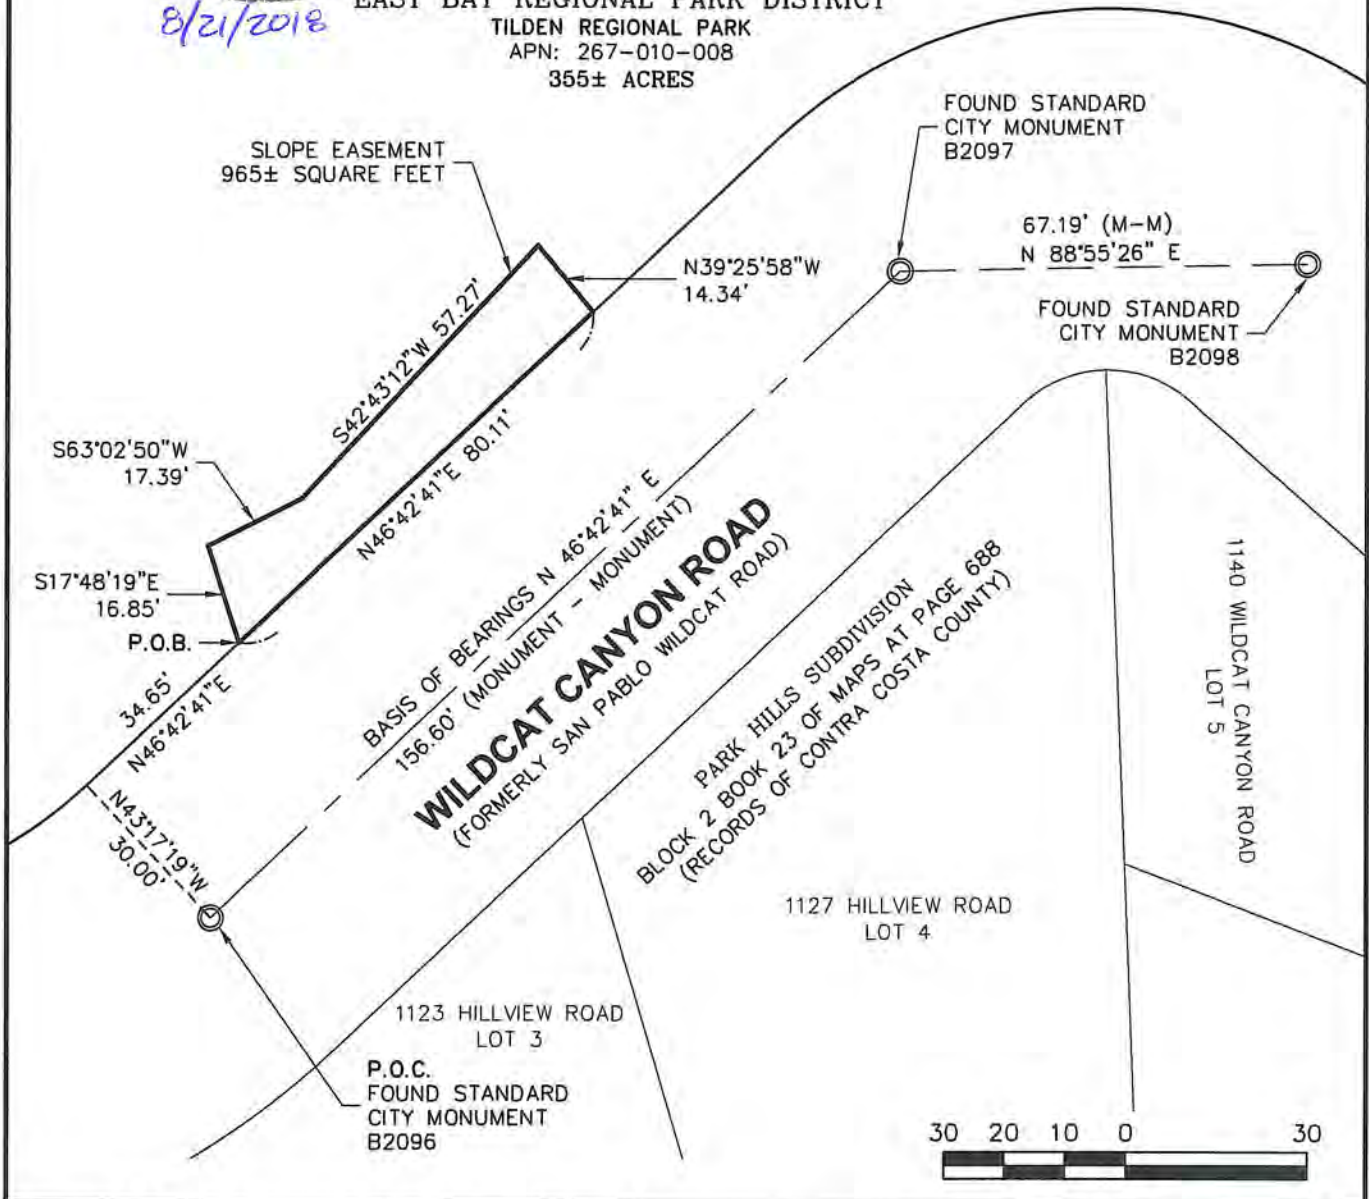 8/21/2018
EAST BAY REGIONAL PARK DISTRICT
TILDEN REGIONAL PARK
APN: 267-010-008
355± ACRES
SLOPE EASEMENT
965± SQUARE FEET
FOUND STANDARD
CITY MONUMENT
B2097
67.19' (M-M)
N 88°55'26" E
FOUND STANDARD
CITY MONUMENT
B2098
N39°25'58"W
14.34'
S42°43'12"W 57.27'
S63°02'50"W
17.39'
N46°42'41"E 80.11'
S17°48'19"E
16.85'
P.O.B.
34.65'
N46°42'41"E
N43°17'19"W
30.00'
BASIS OF BEARINGS N 46°42'41" E
156.60' (MONUMENT - MONUMENT)
WILDCAT CANYON ROAD
(FORMERLY SAN PABLO WILDCAT ROAD)
PARK HILLS SUBDIVISION
BLOCK 2 BOOK 23 OF MAPS AT PAGE 688
(RECORDS OF CONTRA COSTA COUNTY)
1140 WILDCAT CANYON ROAD
LOT 5
1127 HILLVIEW ROAD
LOT 4
1123 HILLVIEW ROAD
LOT 3
P.O.C.
FOUND STANDARD
CITY MONUMENT
B2096
30 20 10 0 30